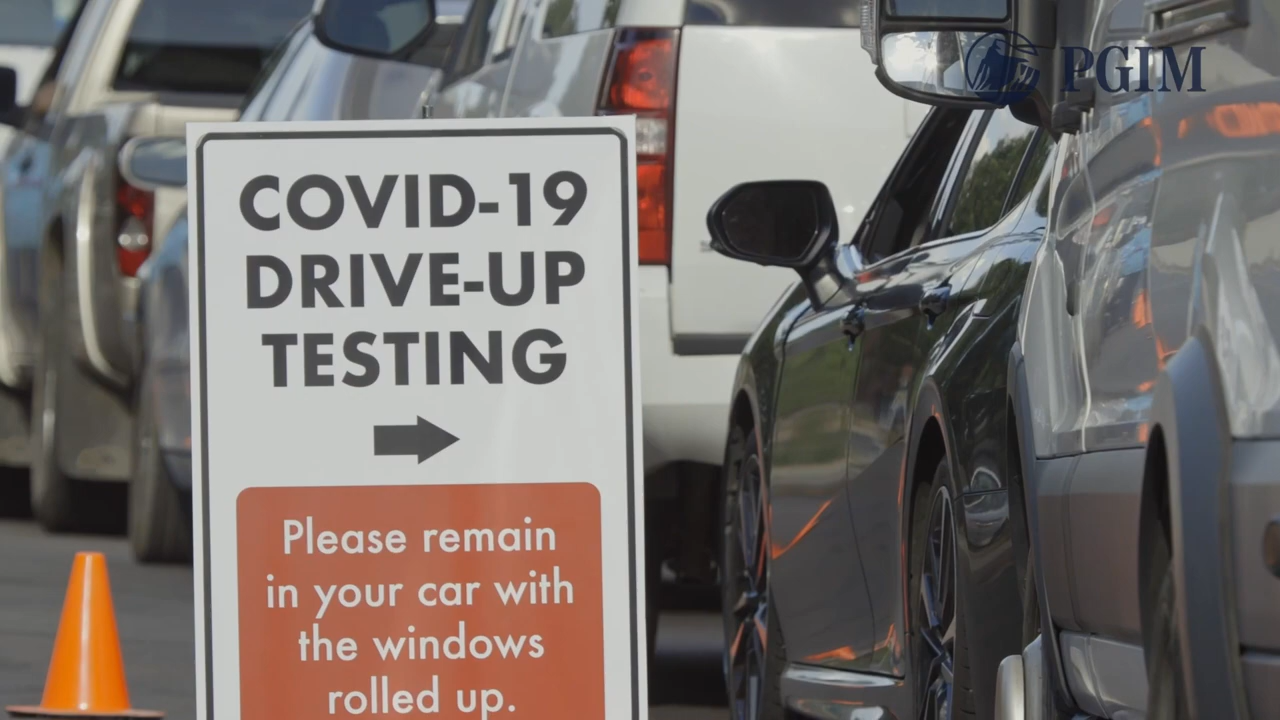 PGIM
COVID-19
DRIVE-UP
TESTING
Please remain
in your car with
the windows
rolled up.